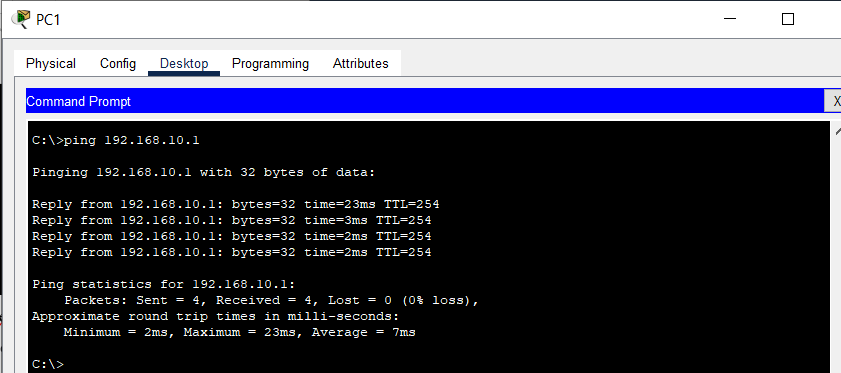 PC1
Physical Config Desktop Programming Attributes
Command Prompt
X
C:\>ping 192.168.10.1
Pinging 192.168.10.1 with 32 bytes of data:
Reply from 192.168.10.1: bytes=32 time=23ms TTL=254
Reply from 192.168.10.1: bytes=32 time=3ms TTL=254
Reply from 192.168.10.1: bytes=32 time=2ms TTL=254
Reply from 192.168.10.1: bytes=32 time=2ms TTL=254
Ping statistics for 192.168.10.1:
Packets: Sent = 4, Received = 4, Lost = 0 (0% loss),
Approximate round trip times in milli-seconds:
Minimum = 2ms, Maximum = 23ms, Average = 7ms
C:\>